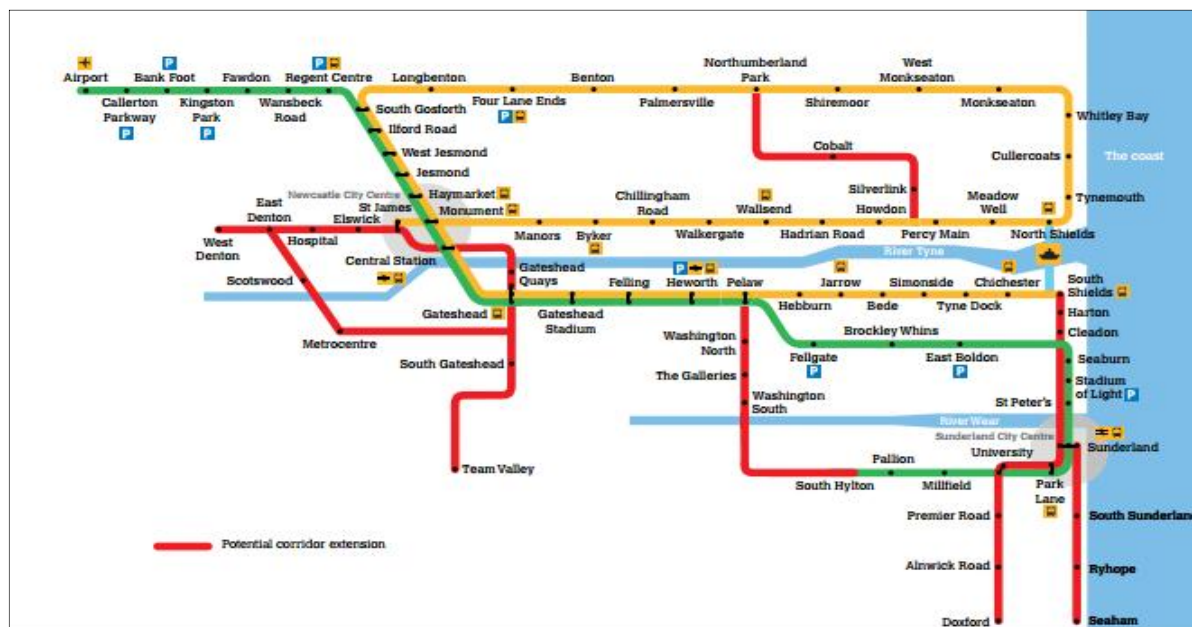 Airport
Bank Foot
Fawdon
Regent Centre
Longbenton
Benton
Northumberland
Park
West
Monkseaton
Callerton
Parkway
Kingston
Park
Wansbeck
Road
South Gosforth
Four Lane Ends
Palmersville
Shiremoor
Monkseaton
Whitley Bay
Ilford Road
West Jesmond
Jesmond
Cobalt
Cullercoats
The coast
Newcastle City Centre
Haymarket
Silverlink
Tynemouth
East
Denton
St James
Elswick
Monument
Chillingham
Road
Wallsend
Howdon
Meadow
Well
West
Denton
Hospital
Manors
Byker
Walkergate
Hadrian Road
Percy Main
North Shields
Central Station
River Tyne
Scotswood
Gateshead
Quays
Felling
Heworth
Pelaw
Jarrow
Simonside
Chichester
South
Shields
Gateshead
Gateshead
Stadium
Hebburn
Bede
Tyne Dock
Harton
Cleadon
Metrocentre
South Gateshead
Washington
North
Brockley Whins
Fellgate
East Boldon
Seaburn
The Galleries
Stadium
of Light
P
Washington
South
St Peter's
River Wear
Sunderland City Centre
Sunderland
University
Team Valley
South Hylton
Pallion
Millfield
Park
Lane
Premier Road
South Sunderland
Potential corridor extension
Alnwick Road
Ryhope
Doxford
Seaham